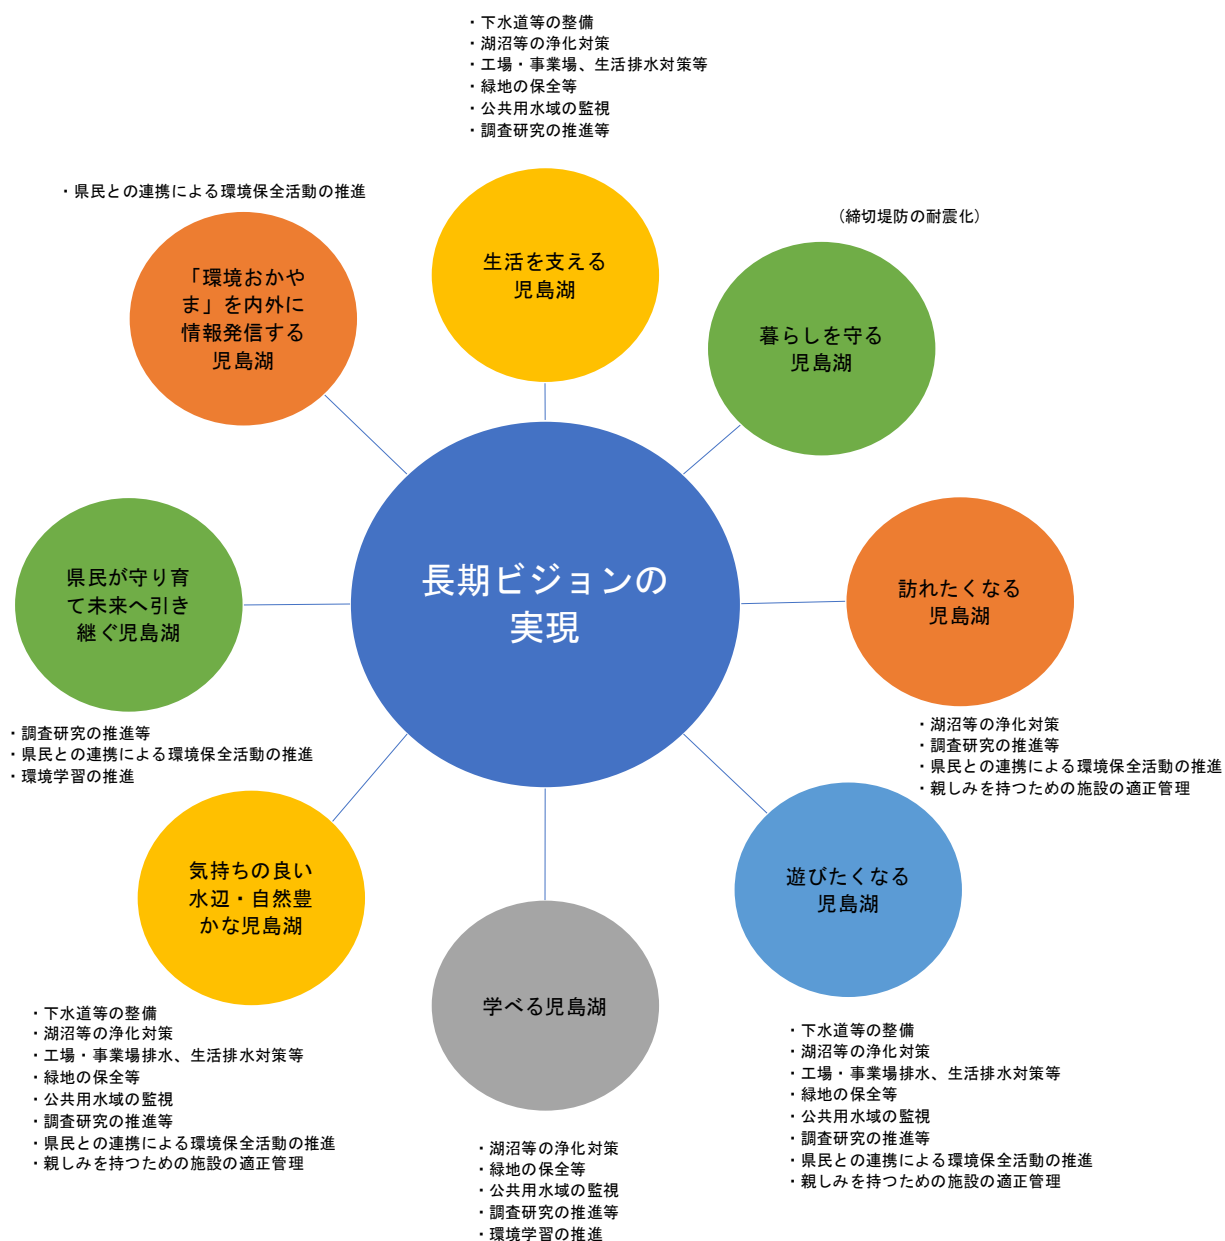 ・下水道等の整備
・湖沼等の浄化対策
・工場・事業場、生活排水対策等
・緑地の保全等
・公共用水域の監視
・調査研究の推進等
生活を支える
児島湖
（締切堤防の耐震化）
暮らしを守る
児島湖
訪れたくなる
児島湖
・湖沼等の浄化対策
・調査研究の推進等
・県民との連携による環境保全活動の推進
・親しみを持つための施設の適正管理
遊びたくなる
児島湖
・下水道等の整備
・湖沼等の浄化対策
・工場・事業場排水、生活排水対策等
・緑地の保全等
・公共用水域の監視
・調査研究の推進等
・県民との連携による環境保全活動の推進
・親しみを持つための施設の適正管理
学べる児島湖
・湖沼等の浄化対策
・緑地の保全等
・公共用水域の監視
・調査研究の推進等
・環境学習の推進
気持ちの良い
水辺・自然豊
かな児島湖
・下水道等の整備
・湖沼等の浄化対策
・工場・事業場排水、生活排水対策等
・緑地の保全等
・公共用水域の監視
・調査研究の推進等
・県民との連携による環境保全活動の推進
・親しみを持つための施設の適正管理
県民が守り育
て未来へ引き
継ぐ児島湖
・調査研究の推進等
・県民との連携による環境保全活動の推進
・環境学習の推進
・県民との連携による環境保全活動の推進
「環境おかや
ま」を内外に
情報発信する
児島湖
長期ビジョンの
実現